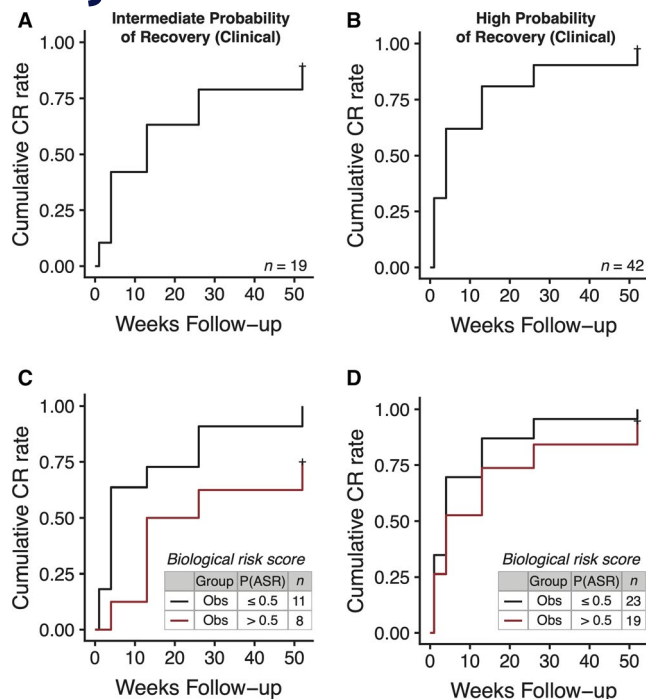 A
Intermediate Probability
of Recovery (Clinical)
Cumulative CR rate
1.00
0.75
0.50
0.25
0.00
n = 19
0 10 20 30 40 50
Weeks Follow–up
B
High Probability
of Recovery (Clinical)
Cumulative CR rate
1.00
0.75
0.50
0.25
0.00
n = 42
0 10 20 30 40 50
Weeks Follow–up
C
Cumulative CR rate
1.00
0.75
0.50
0.25
0.00
Biological risk score
Group P(ASR) n
Obs ≤ 0.5 11
Obs > 0.5 8
0 10 20 30 40 50
Weeks Follow–up
D
Cumulative CR rate
1.00
0.75
0.50
0.25
0.00
Biological risk score
Group P(ASR) n
Obs ≤ 0.5 23
Obs > 0.5 19
0 10 20 30 40 50
Weeks Follow–up